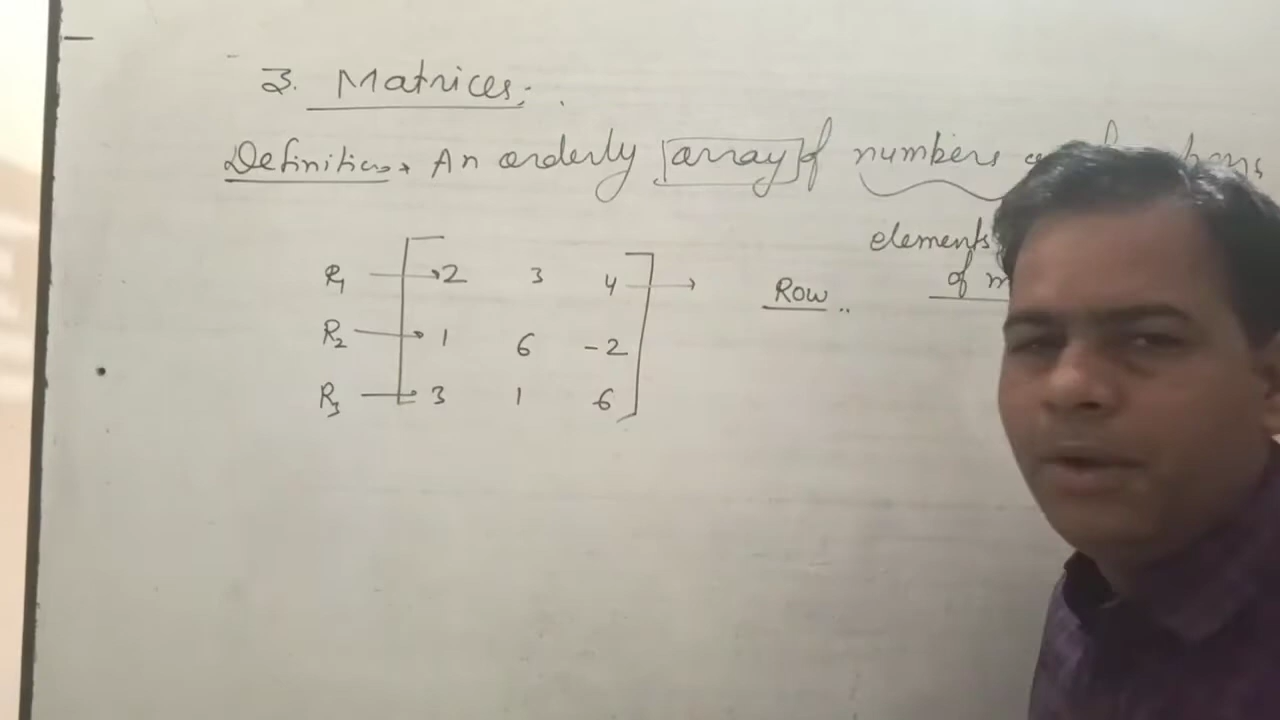 3. Matrices:
Definition → An orderly array of numbers
elements
of
R1 → 2 3 4 → Row
R2 → 1 6 -2
R3 → 3 1 6